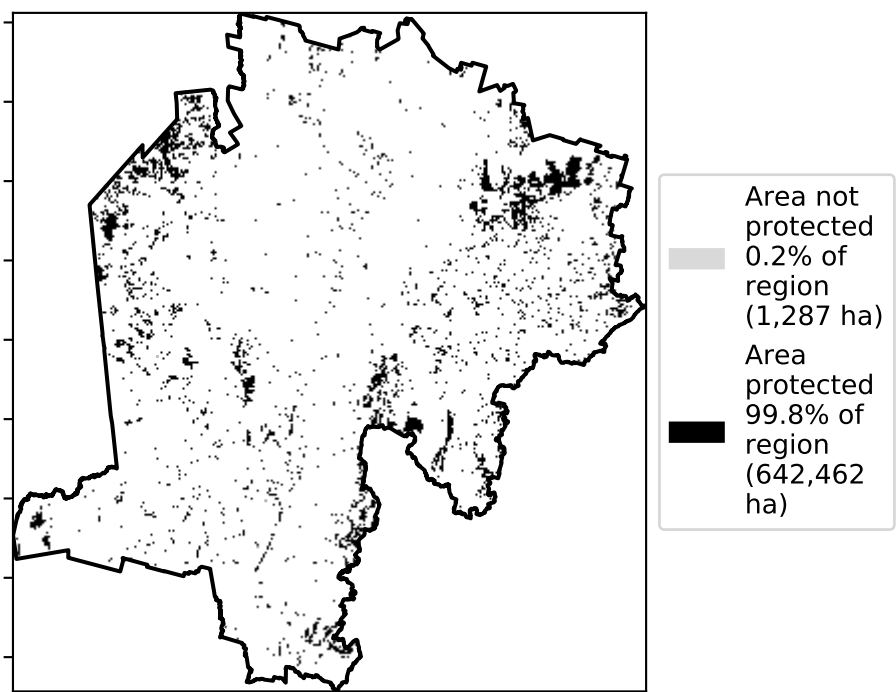 Area not
protected
0.2% of
region
(1,287 ha)
Area
protected
99.8% of
region
(642,462
ha)